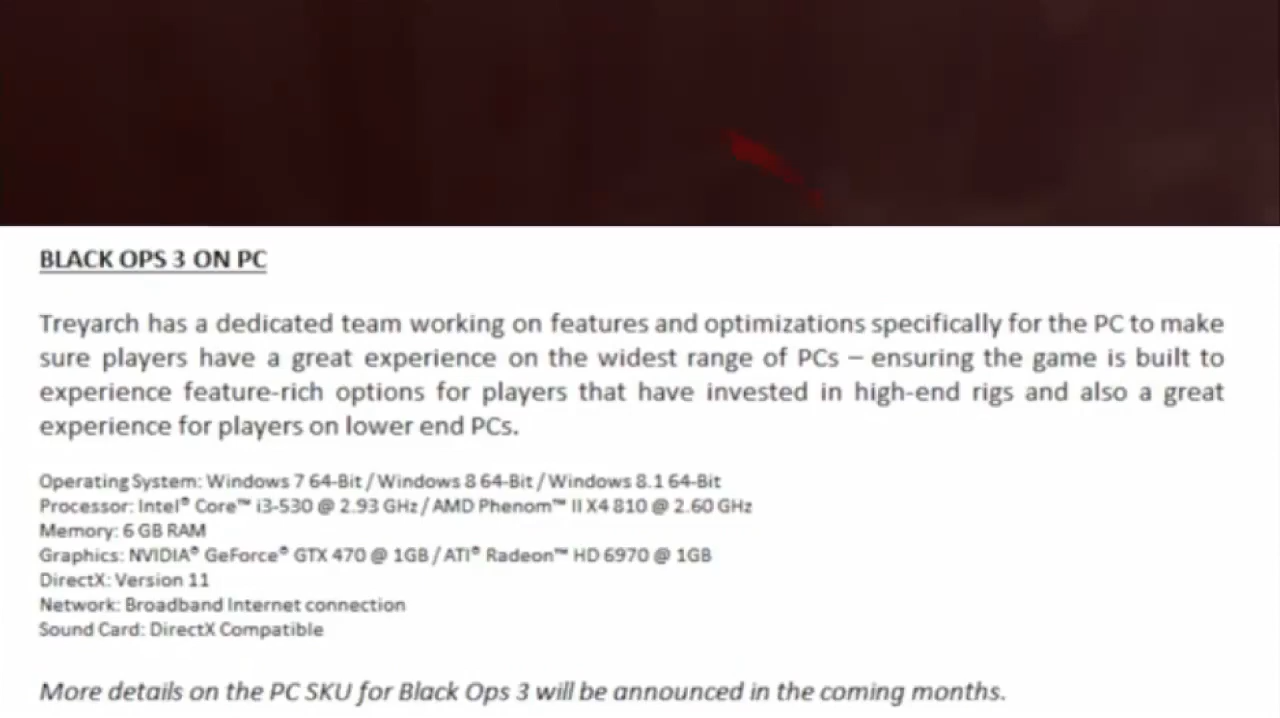 BLACK OPS 3 ON PC
Treyarch has a dedicated team working on features and optimizations specifically for the PC to make
sure players have a great experience on the widest range of PCs – ensuring the game is built to
experience feature-rich options for players that have invested in high-end rigs and also a great
experience for players on lower end PCs.
Operating System: Windows 7 64-Bit / Windows 8 64-Bit / Windows 8.1 64-Bit
Processor: Intel® Core™ i3-530 @ 2.93 GHz / AMD Phenom™ II X4 810 @ 2.60 GHz
Memory: 6 GB RAM
Graphics: NVIDIA® GeForce® GTX 470 @ 1GB / ATI® Radeon™ HD 6970 @ 1GB
DirectX: Version 11
Network: Broadband Internet connection
Sound Card: DirectX Compatible
More details on the PC SKU for Black Ops 3 will be announced in the coming months.